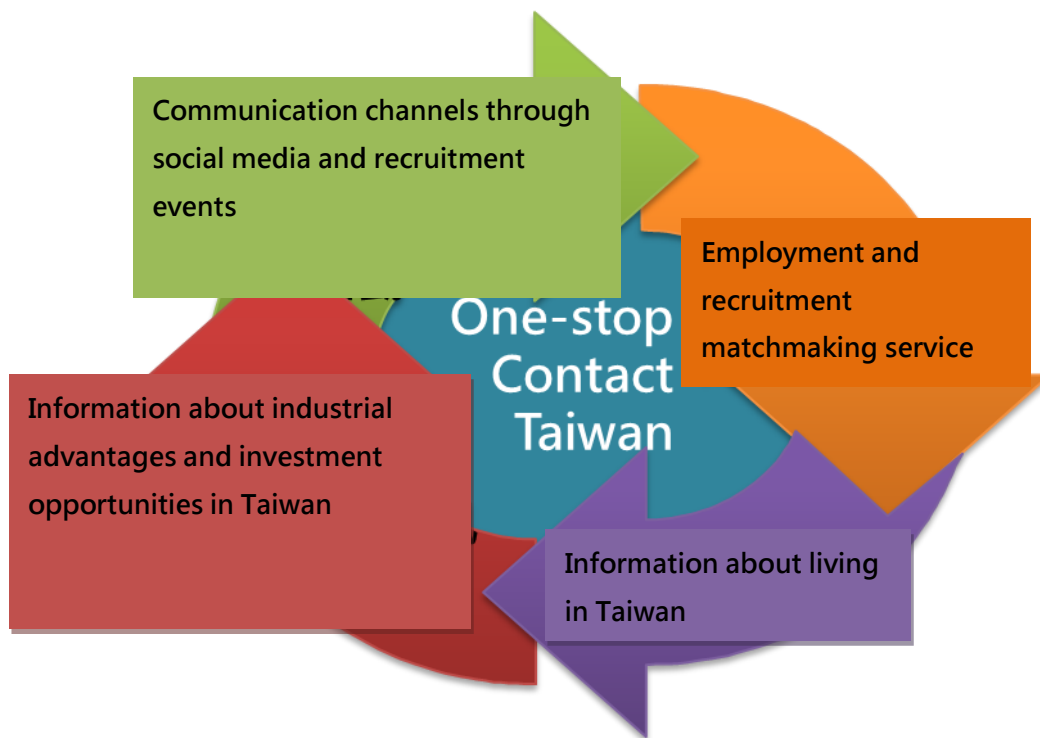 Communication channels through
social media and recruitment
events
Employment and
recruitment
matchmaking service
One-stop
Contact
Taiwan
Information about industrial
advantages and investment
opportunities in Taiwan
Information about living
in Taiwan